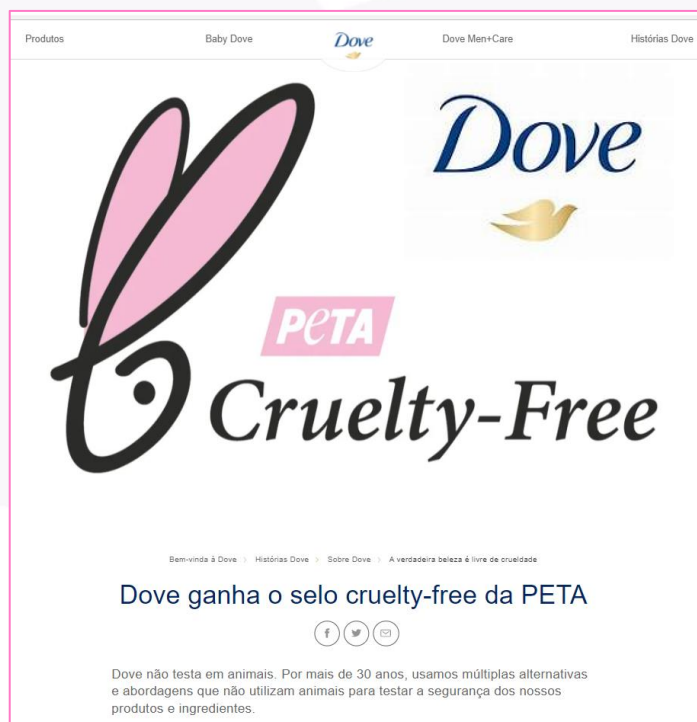 Produtos
Baby Dove
Dove
Dove Men+Care
Histórias Dove
Dove
PeTA
Cruelty-Free
Bem-vinda à Dove > Histórias Dove > Sobre Dove > A verdadeira beleza é livre de crueldade
Dove ganha o selo cruelty-free da PETA
Dove não testa em animais. Por mais de 30 anos, usamos múltiplas alternativas
e abordagens que não utilizam animais para testar a segurança dos nossos
produtos e ingredientes.